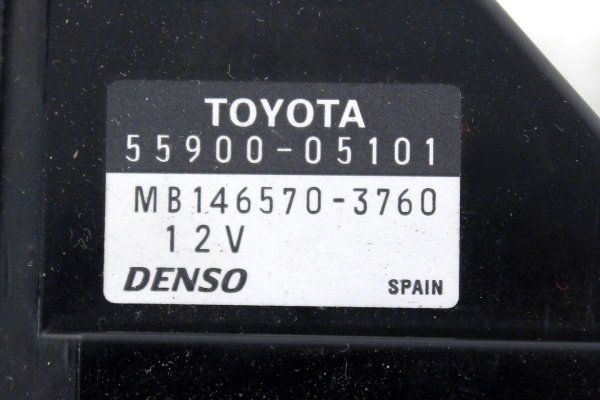 TOYOTA
55900-05101
MB146570-3760
12V
DENSO SPAIN